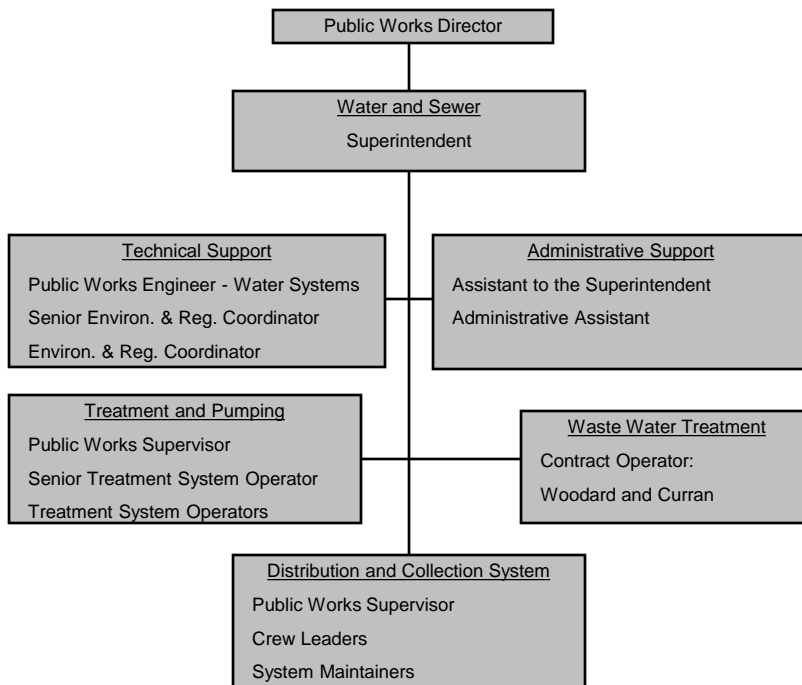 Public Works Director
Water and Sewer
Superintendent
Technical Support
Public Works Engineer - Water Systems
Senior Environ. & Reg. Coordinator
Environ. & Reg. Coordinator
Administrative Support
Assistant to the Superintendent
Administrative Assistant
Treatment and Pumping
Public Works Supervisor
Senior Treatment System Operator
Treatment System Operators
Waste Water Treatment
Contract Operator:
Woodard and Curran
Distribution and Collection System
Public Works Supervisor
Crew Leaders
System Maintainers